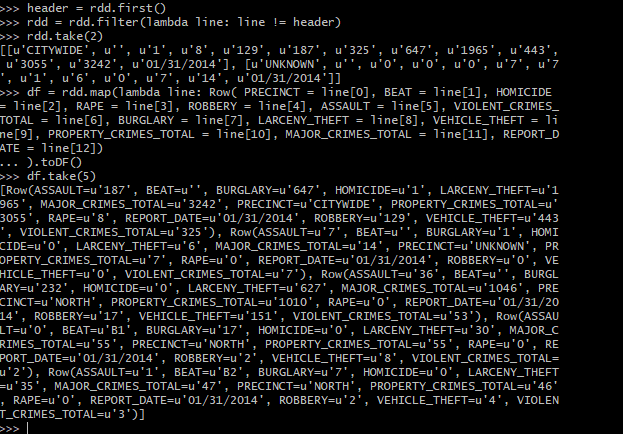 >>> header = rdd.first()
>>> rdd = rdd.filter(lambda line: line != header)
>>> rdd.take(2)
[[u'CITYWIDE', u'', u'1', u'8', u'129', u'187', u'325', u'647', u'1965', u'443',
 u'3055', u'3242', u'01/31/2014'], [u'UNKNOWN', u'', u'0', u'0', u'0', u'7', u'7
', u'1', u'6', u'0', u'7', u'14', u'01/31/2014']]
>>> df = rdd.map(lambda line: Row( PRECINCT = line[0], BEAT = line[1], HOMICIDE
= line[2], RAPE = line[3], ROBBERY = line[4], ASSAULT = line[5], VIOLENT_CRIMES_
TOTAL = line[6], BURGLARY = line[7], LARCENY_THEFT = line[8], VEHICLE_THEFT = li
ne[9], PROPERTY_CRIMES_TOTAL = line[10], MAJOR_CRIMES_TOTAL = line[11], REPORT_D
ATE = line[12])
... ).toDF()
>>> df.take(5)
[Row(ASSAULT=u'187', BEAT=u'', BURGLARY=u'647', HOMICIDE=u'1', LARCENY_THEFT=u'1
965', MAJOR_CRIMES_TOTAL=u'3242', PRECINCT=u'CITYWIDE', PROPERTY_CRIMES_TOTAL=u'
3055', RAPE=u'8', REPORT_DATE=u'01/31/2014', ROBBERY=u'129', VEHICLE_THEFT=u'443
', VIOLENT_CRIMES_TOTAL=u'325'), Row(ASSAULT=u'7', BEAT=u'', BURGLARY=u'1', HOMI
CIDE=u'0', LARCENY_THEFT=u'6', MAJOR_CRIMES_TOTAL=u'14', PRECINCT=u'UNKNOWN', PR
OPERTY_CRIMES_TOTAL=u'7', RAPE=u'0', REPORT_DATE=u'01/31/2014', ROBBERY=u'0', VE
HICLE_THEFT=u'0', VIOLENT_CRIMES_TOTAL=u'7'), Row(ASSAULT=u'36', BEAT=u'', BURGL
ARY=u'232', HOMICIDE=u'0', LARCENY_THEFT=u'627', MAJOR_CRIMES_TOTAL=u'1046', PRE
CINCT=u'NORTH', PROPERTY_CRIMES_TOTAL=u'1010', RAPE=u'0', REPORT_DATE=u'01/31/20
14', ROBBERY=u'17', VEHICLE_THEFT=u'151', VIOLENT_CRIMES_TOTAL=u'53'), Row(ASSAU
LT=u'0', BEAT=u'B1', BURGLARY=u'17', HOMICIDE=u'0', LARCENY_THEFT=u'30', MAJOR_C
RIMES_TOTAL=u'55', PRECINCT=u'NORTH', PROPERTY_CRIMES_TOTAL=u'55', RAPE=u'0', RE
PORT_DATE=u'01/31/2014', ROBBERY=u'2', VEHICLE_THEFT=u'8', VIOLENT_CRIMES_TOTAL=
u'2'), Row(ASSAULT=u'1', BEAT=u'B2', BURGLARY=u'7', HOMICIDE=u'0', LARCENY_THEFT
=u'35', MAJOR_CRIMES_TOTAL=u'47', PRECINCT=u'NORTH', PROPERTY_CRIMES_TOTAL=u'46'
, RAPE=u'0', REPORT_DATE=u'01/31/2014', ROBBERY=u'2', VEHICLE_THEFT=u'4', VIOLEN
T_CRIMES_TOTAL=u'3')]
>>>